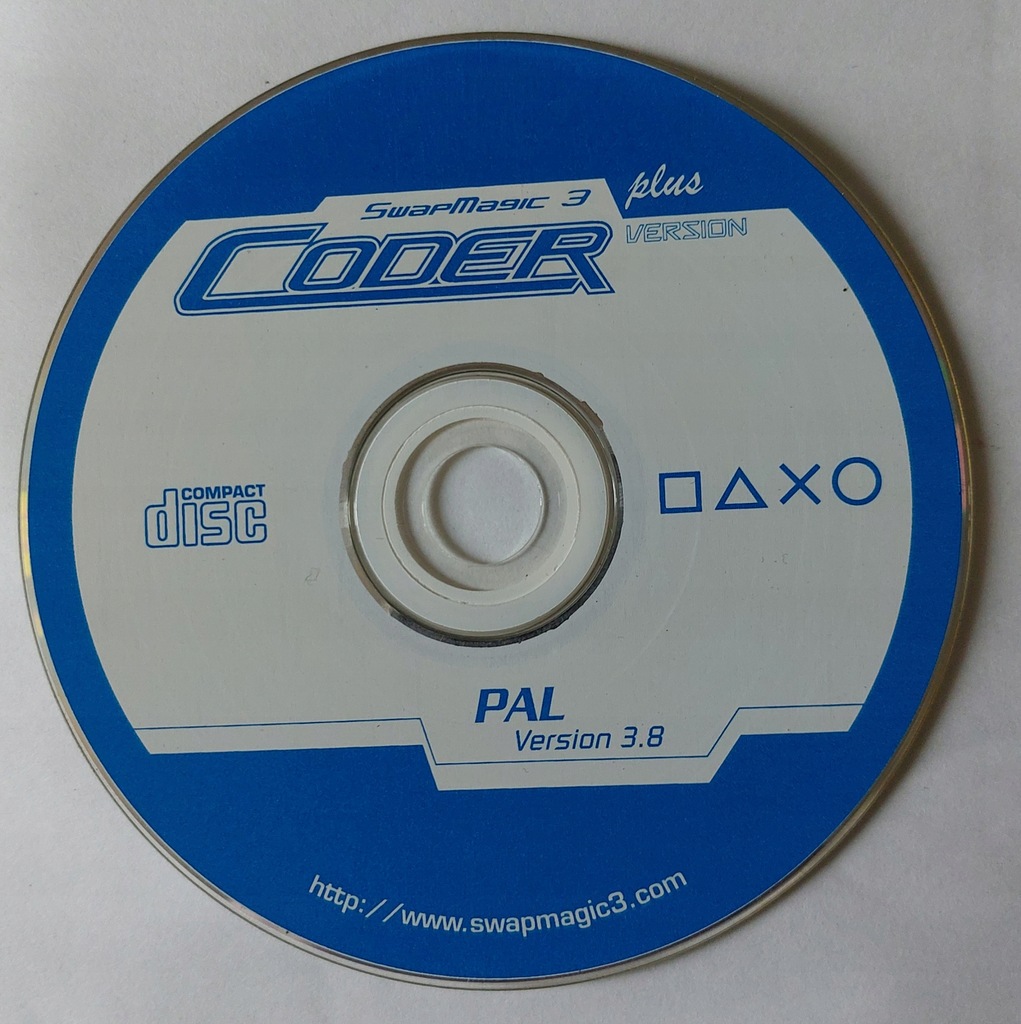 SwapMagic 3 plus
CODER VERSION
COMPACT
disc
PAL
Version 3.8
http://www.swapmagic3.com